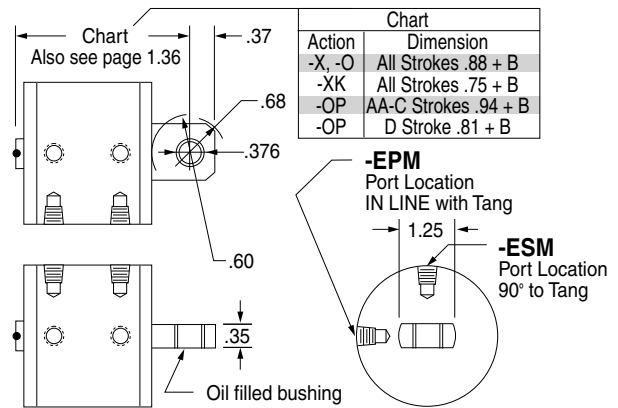 Chart
Also see page 1.36
.37
.68
.376
.60
.35
Oil filled bushing
Chart
Action Dimension
-X, -O All Strokes .88 + B
-XK All Strokes .75 + B
-OP AA-C Strokes .94 + B
-OP D Stroke .81 + B
-EPM
Port Location
IN LINE with Tang
1.25
-ESM
Port Location
90° to Tang